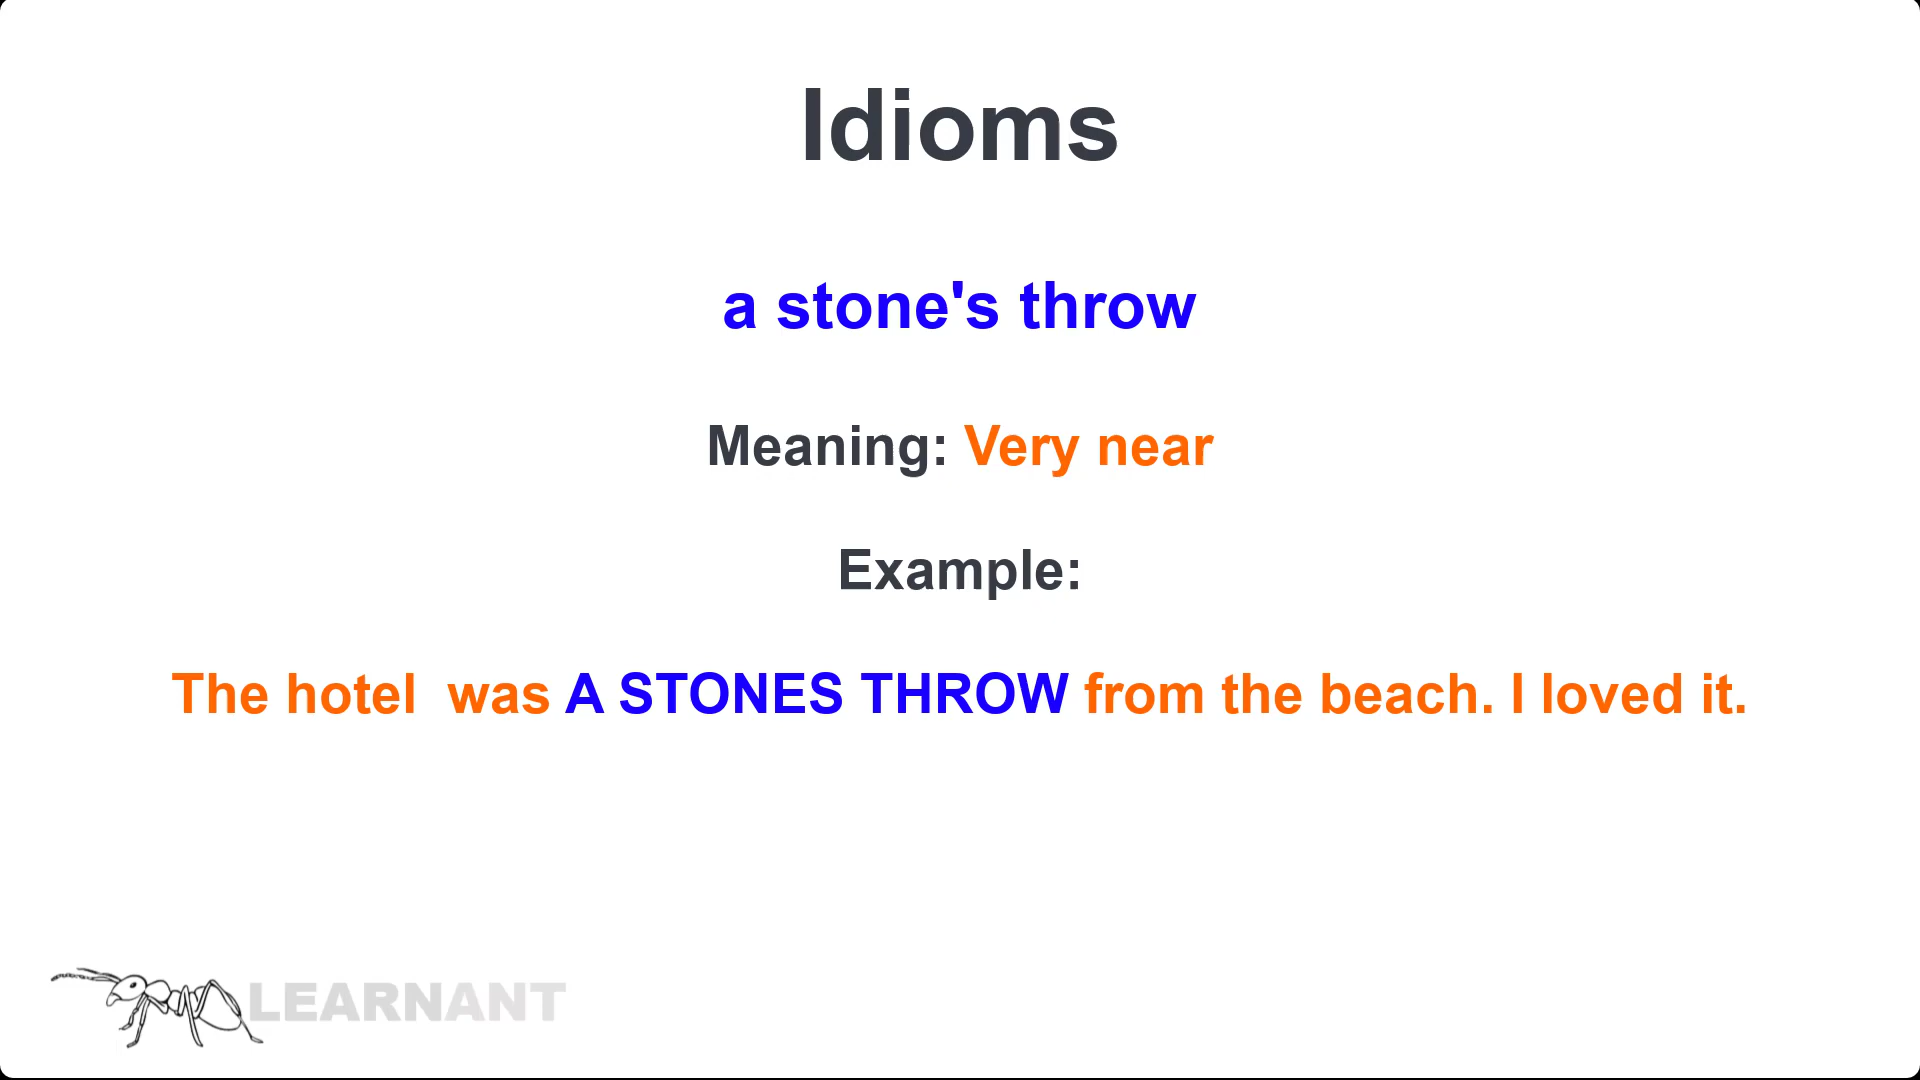 Idioms
a stone's throw
Meaning: Very near
Example:
The hotel  was A STONES THROW from the beach. I loved it.
LEARNANT